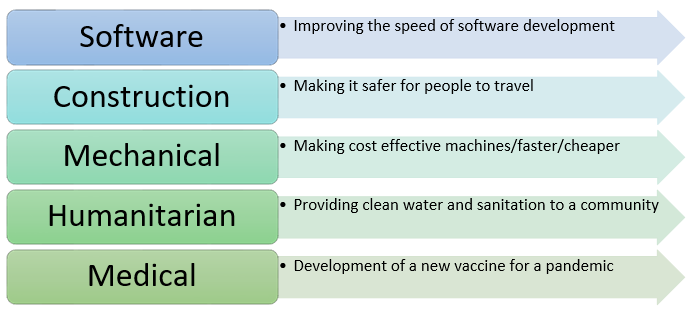 Software
• Improving the speed of software development
Construction
• Making it safer for people to travel
Mechanical
• Making cost effective machines/faster/cheaper
Humanitarian
• Providing clean water and sanitation to a community
Medical
• Development of a new vaccine for a pandemic